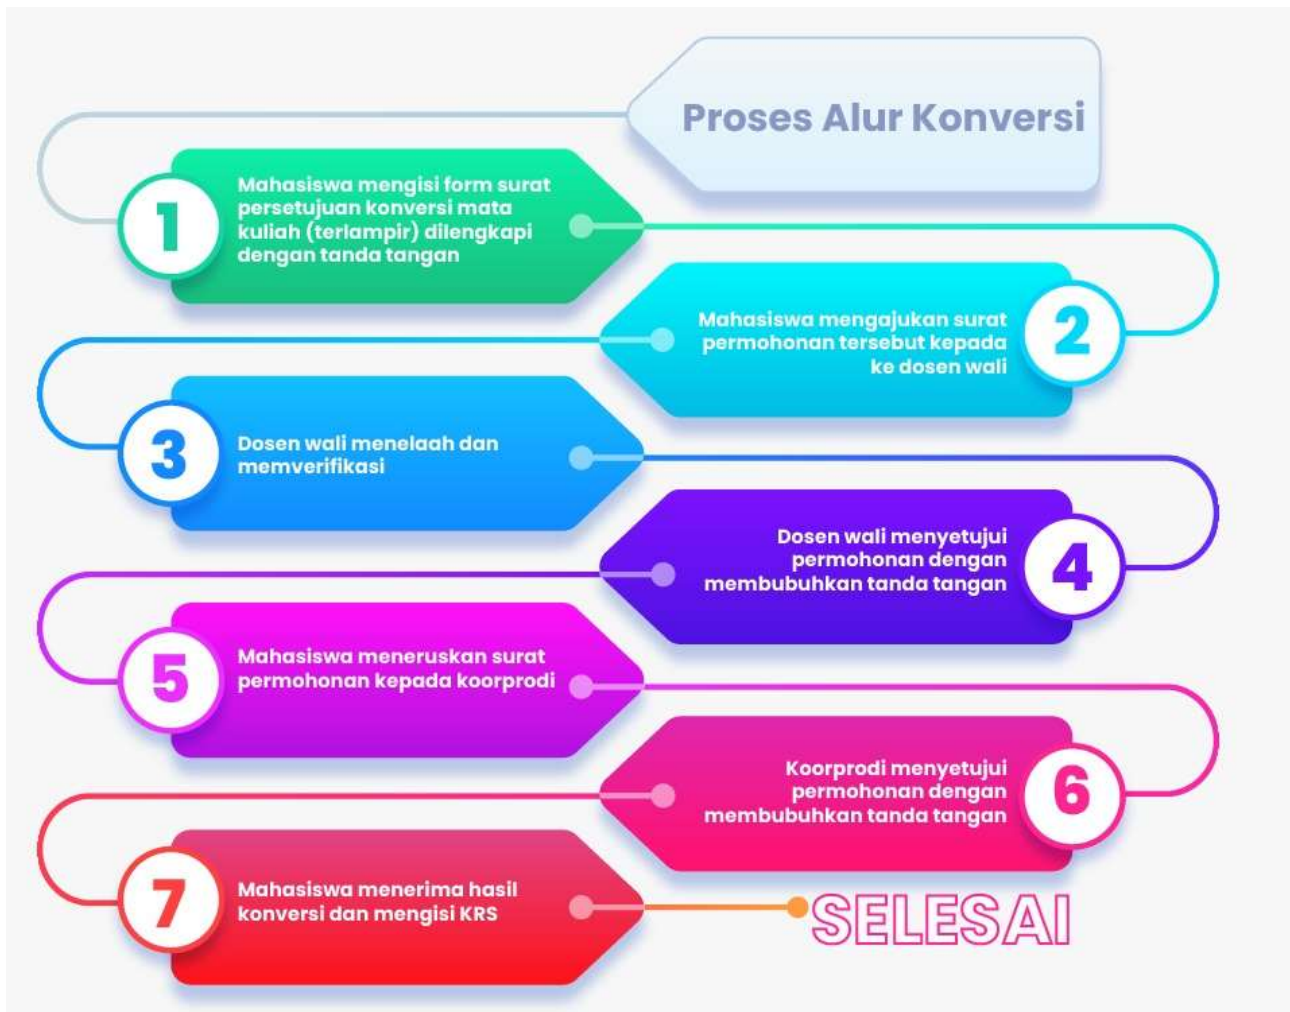 Proses Alur Konversi
1
Mahasiswa mengisi form surat
persetujuan konversi mata
kuliah (terlampir) dilengkapi
dengan tanda tangan
2
Mahasiswa mengajukan surat
permohonan tersebut kepada
ke dosen wali
3
Dosen wali menelaah dan
memverifikasi
4
Dosen wali menyetujui
permohonan dengan
membubuhkan tanda tangan
5
Mahasiswa meneruskan surat
permohonan kepada koorprodi
6
Koorprodi menyetujui
permohonan dengan
membubuhkan tanda tangan
7
Mahasiswa menerima hasil
konversi dan mengisi KRS
SELESAI